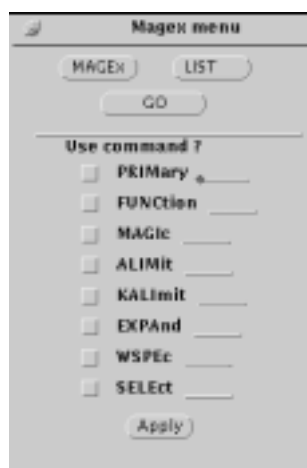 Magex menu
MAGEx LIST
GO
Use command ?
PRIMary
FUNCtion
MAGIc
ALIMit
KALImit
EXPAnd
WSPEc
SELEct
Apply